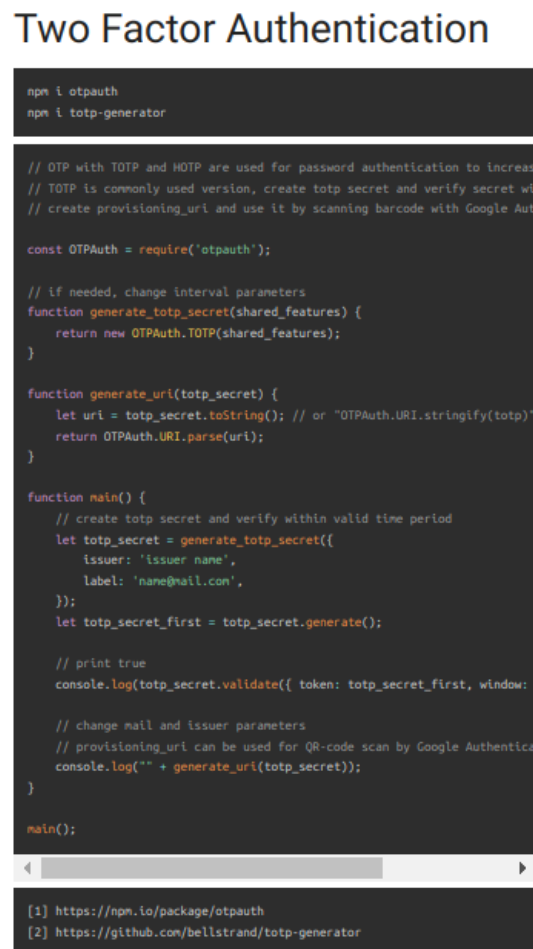 Two Factor Authentication
npm i otpauth
npm i totp-generator
// OTP with TOTP and HOTP are used for password authentication to increas
// TOTP is commonly used version, create totp secret and verify secret wi
// create provisioning_uri and use it by scanning barcode with Google Aut
const OTPAuth = require('otpauth');
// if needed, change interval parameters
function generate_totp_secret(shared_features) {
    return new OTPAuth.TOTP(shared_features);
}
function generate_uri(totp_secret) {
    let uri = totp_secret.toString(); // or "OTPAuth.URI.stringify(totp)"
    return OTPAuth.URI.parse(uri);
}
function main() {
    // create totp secret and verify within valid time period
    let totp_secret = generate_totp_secret({
        issuer: 'issuer name',
        label: 'name@mail.com',
    });
    let totp_secret_first = totp_secret.generate();
    // print true
    console.log(totp_secret.validate({ token: totp_secret_first, window:
    // change mail and issuer parameters
    // provisioning_uri can be used for QR-code scan by Google Authentica
    console.log("" + generate_uri(totp_secret));
}
main();
[1] https://npm.io/package/otpauth
[2] https://github.com/bellstrand/totp-generator